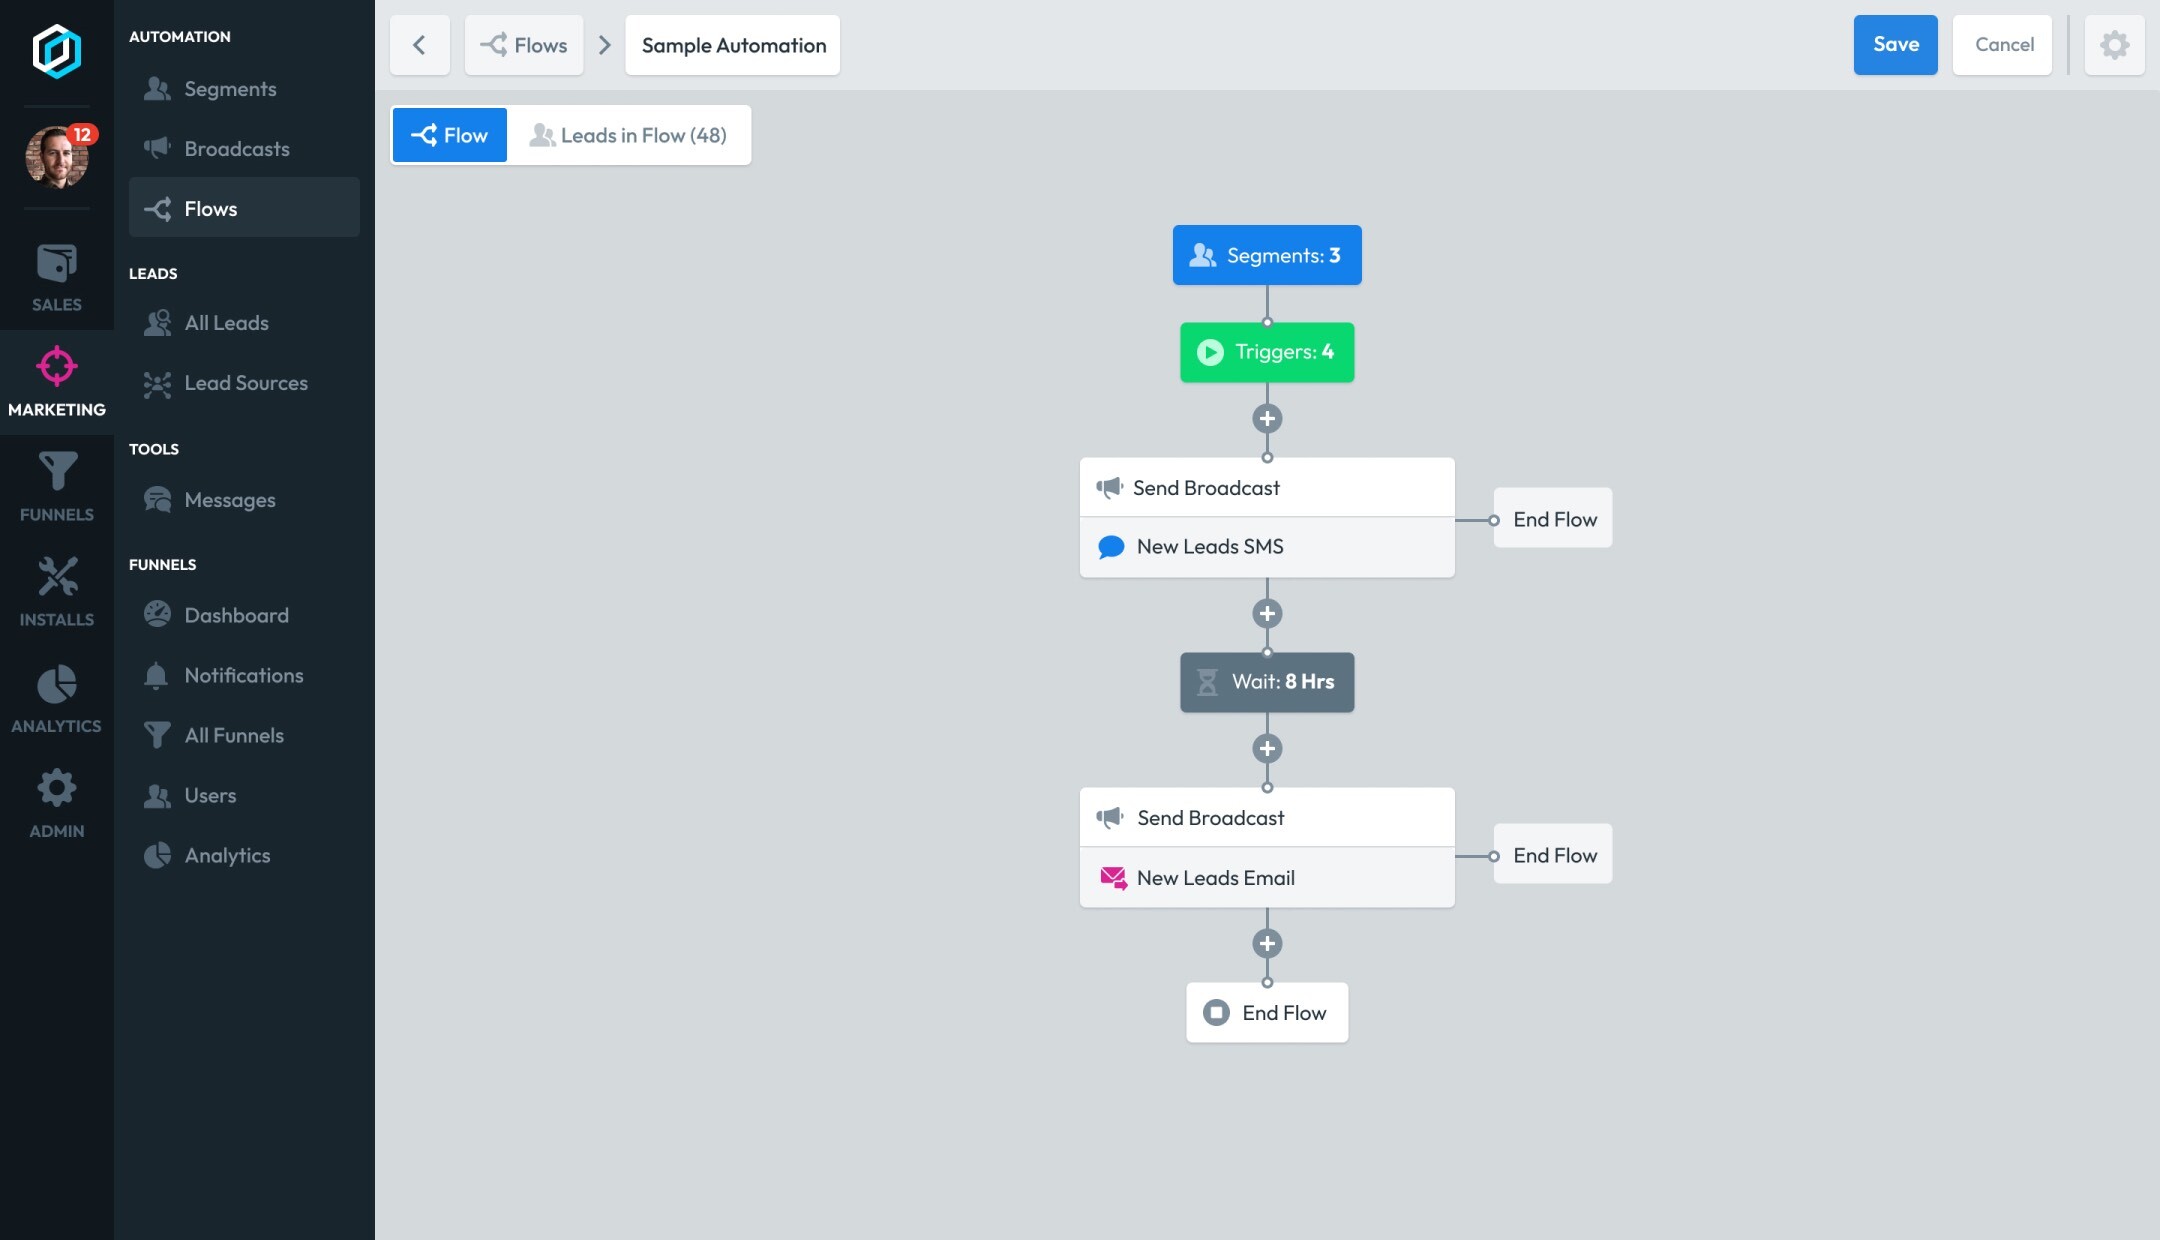 AUTOMATION
Segments
Broadcasts
Flows
LEADS
All Leads
Lead Sources
TOOLS
Messages
FUNNELS
Dashboard
Notifications
All Funnels
Users
Analytics
12
SALES
MARKETING
FUNNELS
INSTALLS
ANALYTICS
ADMIN
Flows
Sample Automation
Save
Cancel
Flow
Leads in Flow (48)
Segments: 3
Triggers: 4
Send Broadcast
New Leads SMS
End Flow
Wait: 8 Hrs
Send Broadcast
New Leads Email
End Flow
End Flow